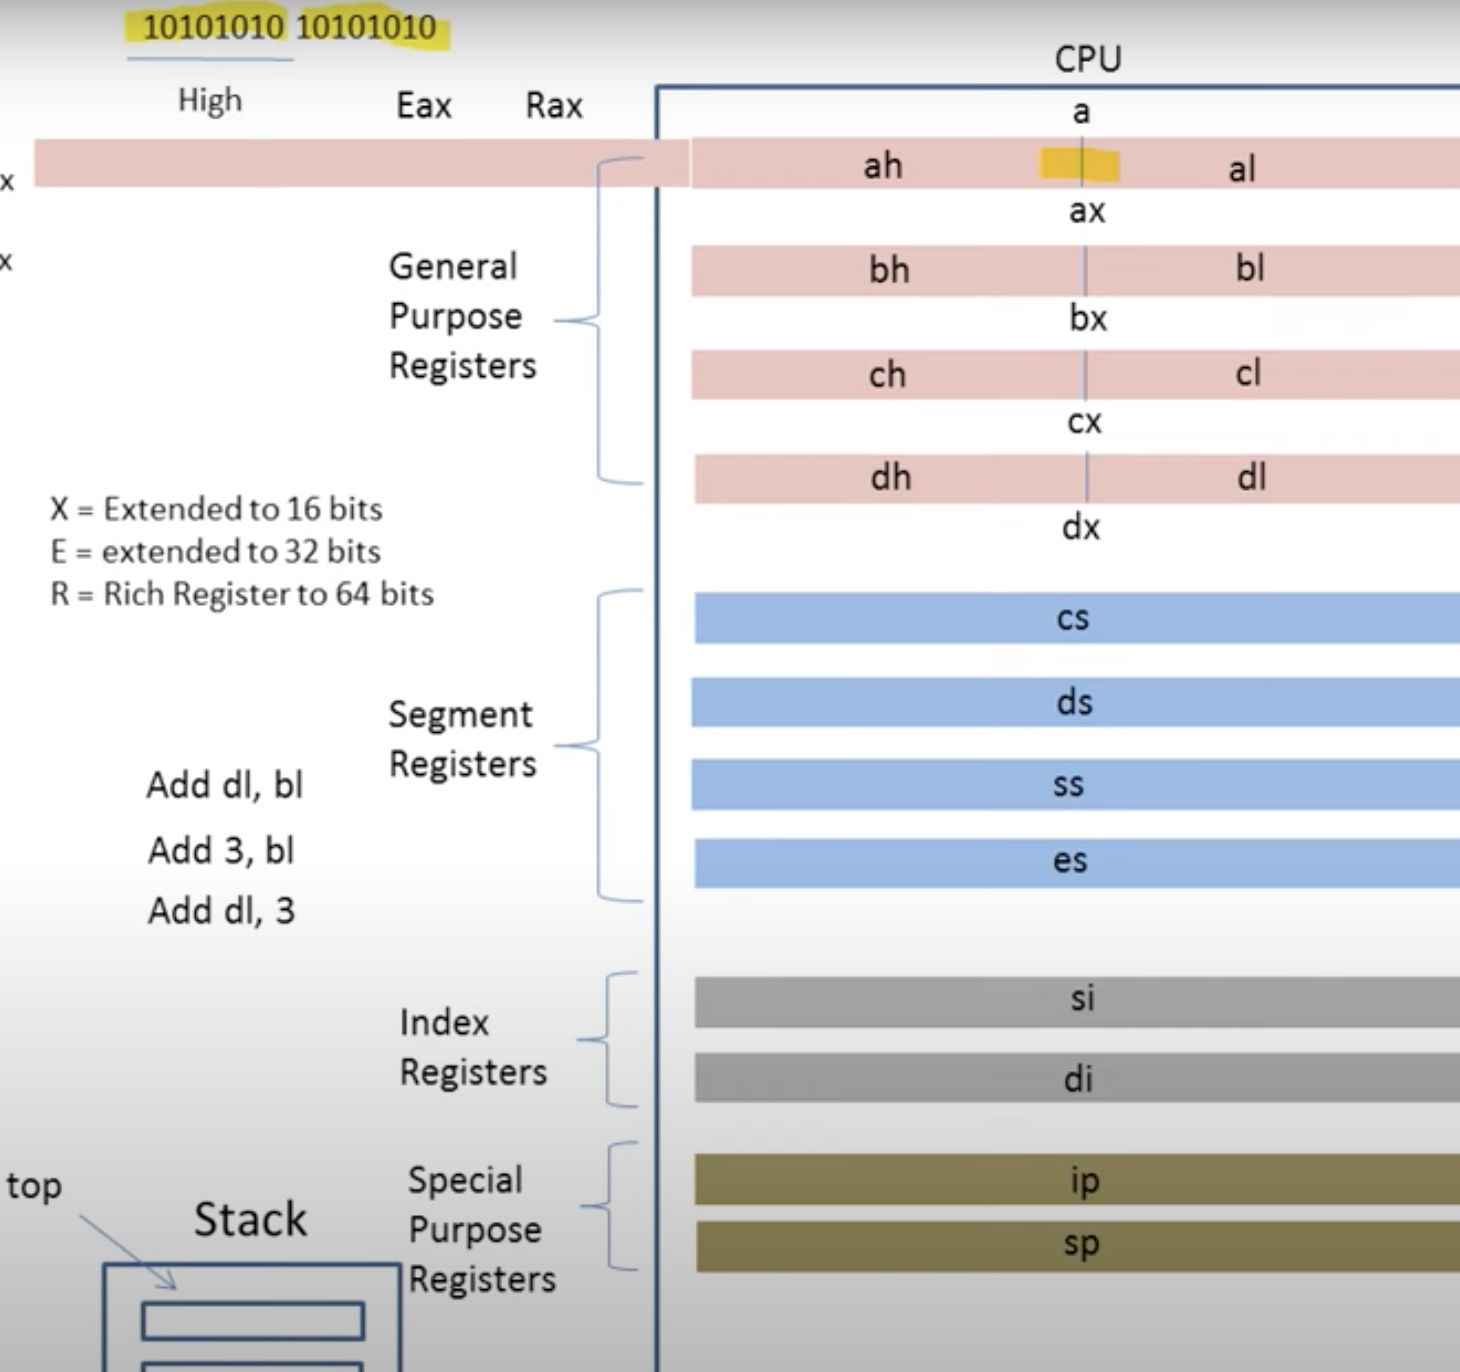 10101010 10101010
CPU
High
Eax
Rax
a
ah
al
x
ax
x
General
Purpose
Registers
bh
bl
bx
ch
cl
cx
dh
dl
dx
X = Extended to 16 bits
E = extended to 32 bits
R = Rich Register to 64 bits
cs
Segment
Registers
ds
Add dl, bl
ss
Add 3, bl
es
Add dl, 3
Index
Registers
si
di
top
Stack
Special
Purpose
Registers
ip
sp